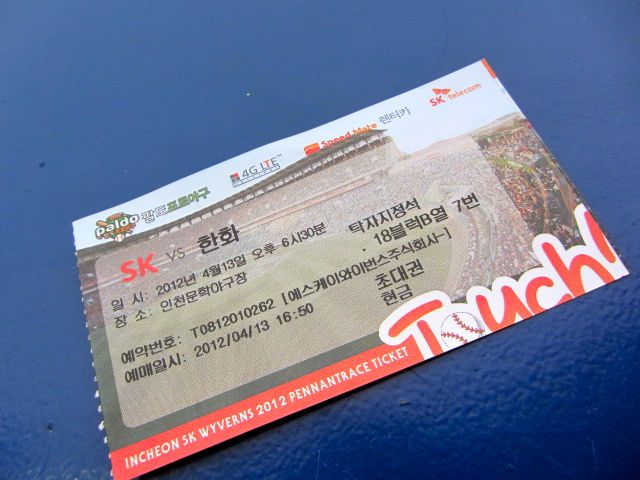 paldo 팔도프로야구
4G LTE™
Speed Mate 렌터카
SK telecom
SK VS 한화
일 시: 2012년 4월13일 오후 6시30분
장 소: 인천문학야구장
탁자지정석
: 18블럭B열 7번
예약번호: T0812010262 [에스케이와이번스주식회사-]
초대권
예매일시: 2012/04/13 16:50
현금
Touch!
INCHEON SK WYVERNS 2012 PENNANTRACE TICKET